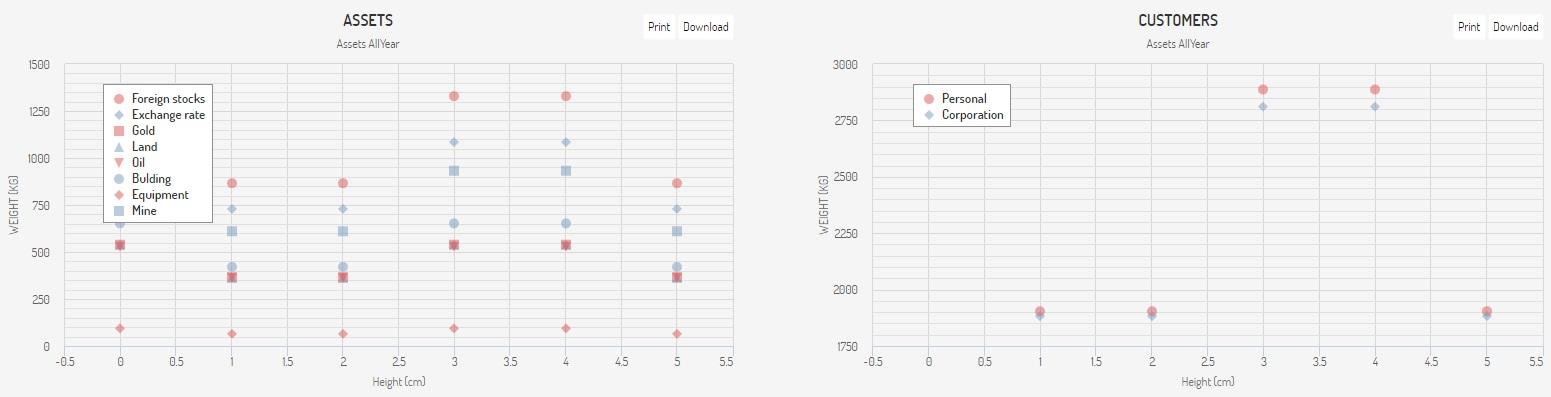 ASSETS
Assets AllYear
Print Download
1500
1250
1000
750
500
250
0
WEIGHT (KG)
Foreign stocks
Exchange rate
Gold
Land
Oil
Bulding
Equipment
Mine
-0.5 0 0.5 1 1.5 2 2.5 3 3.5 4 4.5 5 5.5
Height (cm)
CUSTOMERS
Assets AllYear
Print Download
3000
2750
2500
2250
2000
1750
WEIGHT (KG)
Personal
Corporation
-0.5 0 0.5 1 1.5 2 2.5 3 3.5 4 4.5 5 5.5
Height (cm)